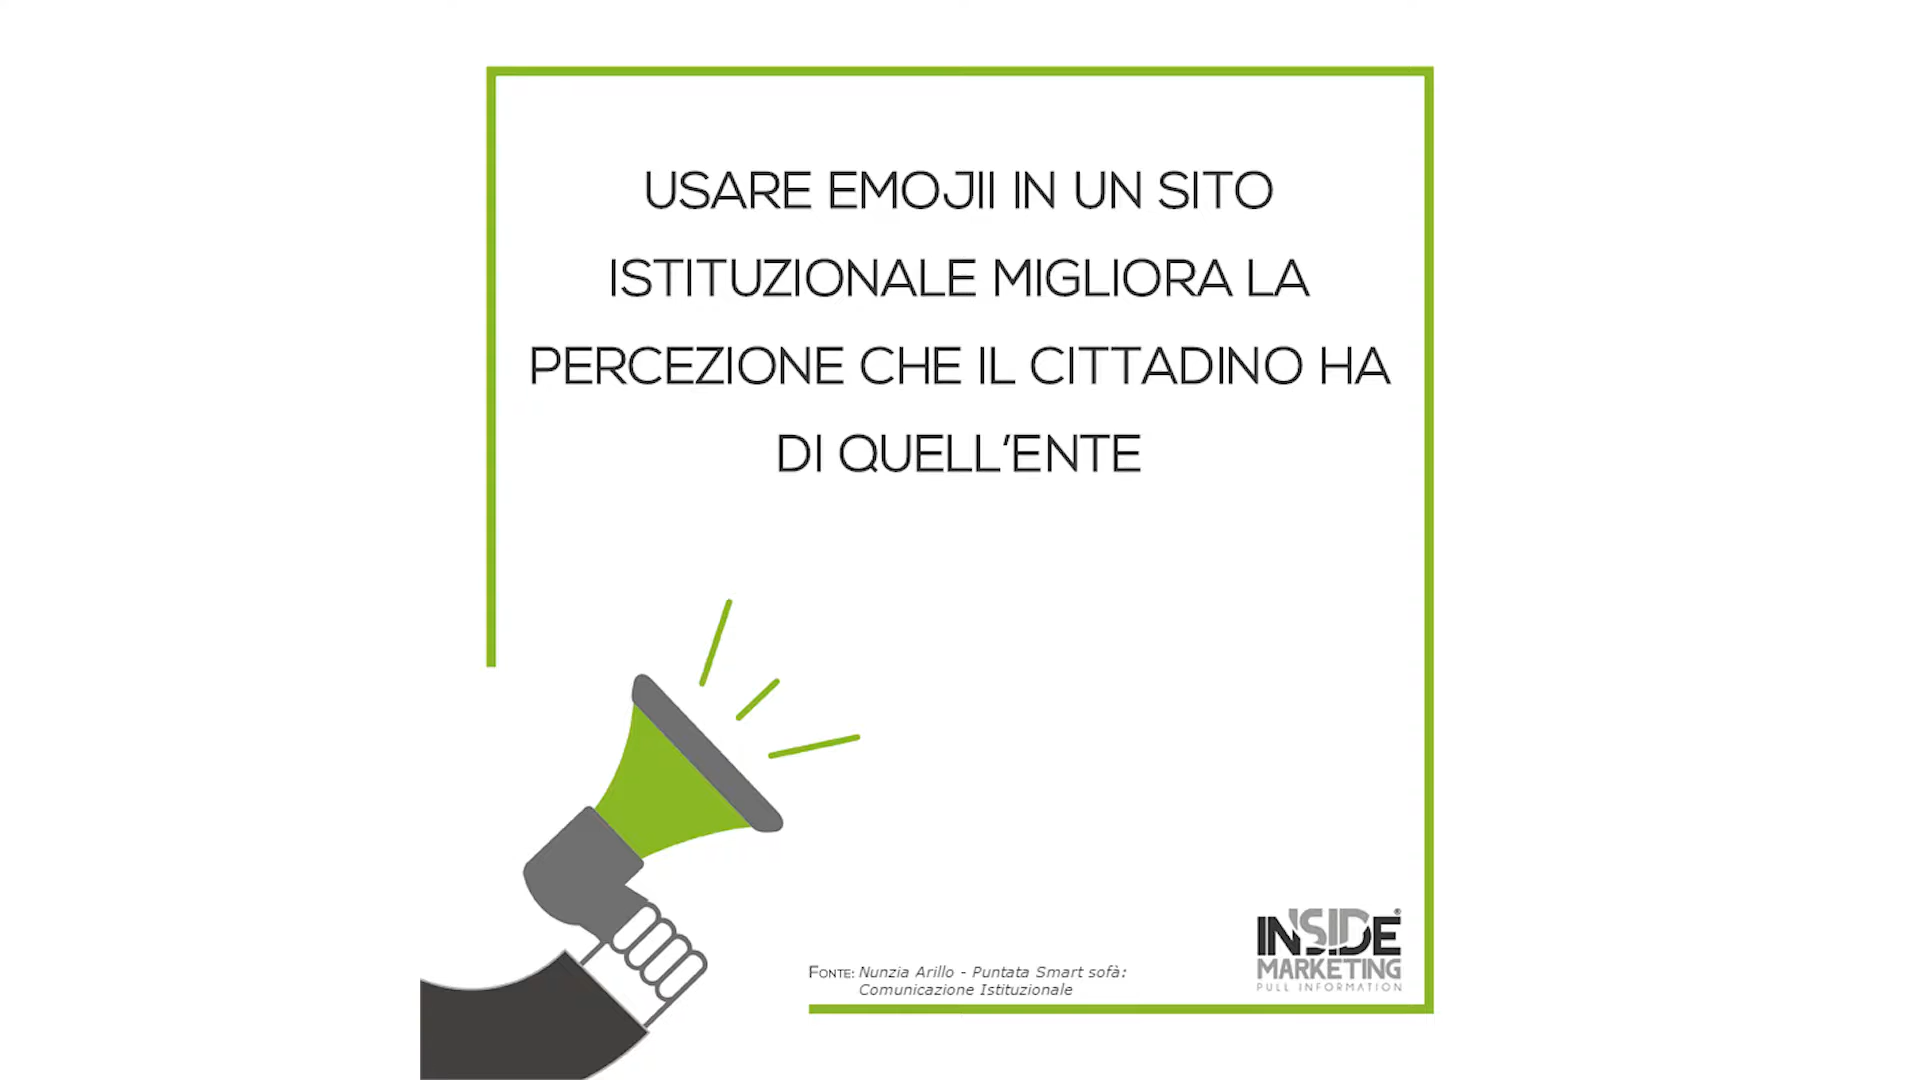 USARE EMOJII IN UN SITO
ISTITUZIONALE MIGLIORA LA
PERCEZIONE CHE IL CITTADINO HA
DI QUELL'ENTE
FONTE: Nunzia Arillo - Puntata Smart sofà:
Comunicazione Istituzionale
INSIDE®
MARKETING
PULL INFORMATION